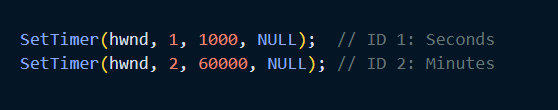 SetTimer(hwnd, 1, 1000, NULL);  // ID 1: Seconds
SetTimer(hwnd, 2, 60000, NULL); // ID 2: Minutes